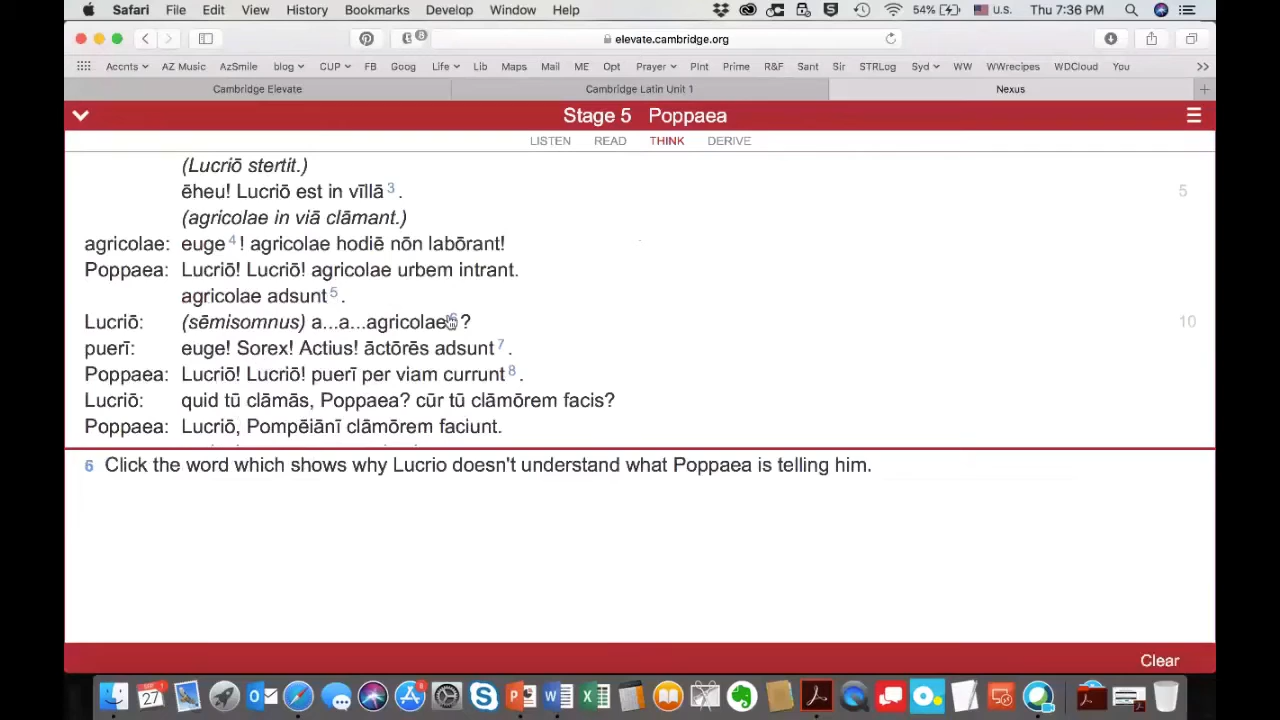 Safari File Edit View History Bookmarks Develop Window Help 54% U.S. Thu 7:36 PM
elevate.cambridge.org
Accnts AZ Music AzSmile blog CUP FB Goog Life Lib Maps Mail ME Opt Prayer PInt Prime R&F Sant Sir STRLog Syd WW WWrecipes WDCloud You
Cambridge Elevate Cambridge Latin Unit 1 Nexus
Stage 5 Poppaea
LISTEN READ THINK DERIVE
(Lucriō stertit.)
ēheu! Lucriō est in vīllā 3 . 5
(agricolae in viā clāmant.)
agricolae: euge 4 ! agricolae hodiē nōn labōrant!
Poppaea: Lucriō! Lucriō! agricolae urbem intrant.
agricolae adsunt 5 .
Lucriō: (sēmisomnus) a...a...agricolae 6 ? 10
puerī: euge! Sorex! Actius! āctōrēs adsunt 7 .
Poppaea: Lucriō! Lucriō! puerī per viam currunt 8 .
Lucriō: quid tū clāmās, Poppaea? cūr tū clāmōrem facis?
Poppaea: Lucriō, Pompēiānī clāmōrem faciunt.
6 Click the word which shows why Lucrio doesn't understand what Poppaea is telling him.
Clear